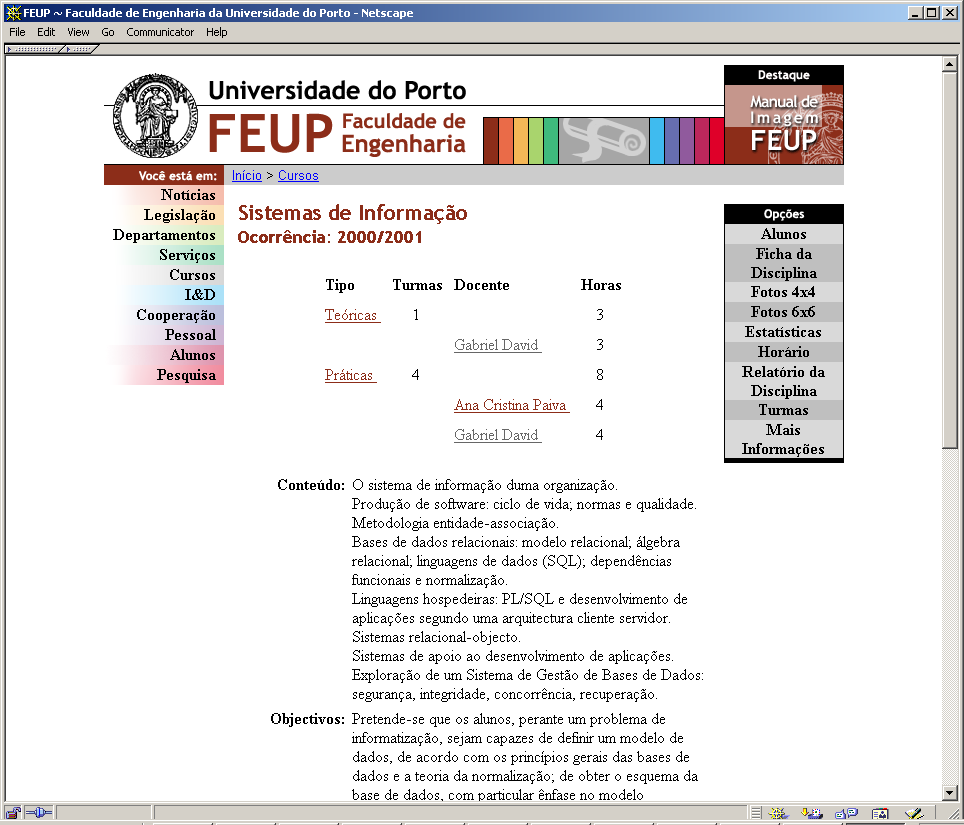 FEUP ~ Faculdade de Engenharia da Universidade do Porto - Netscape
File Edit View Go Communicator Help
Universidade do Porto
FEUP Faculdade de Engenharia
Destaque
Manual de
Imagem
FEUP
Você está em:
Início > Cursos
Notícias
Legislação
Departamentos
Serviços
Cursos
I&D
Cooperação
Pessoal
Alunos
Pesquisa
Sistemas de Informação
Ocorrência: 2000/2001
Tipo Turmas Docente Horas
Teóricas 1 3
Gabriel David 3
Práticas 4 8
Ana Cristina Paiva 4
Gabriel David 4
Conteúdo: O sistema de informação duma organização.
Produção de software: ciclo de vida; normas e qualidade.
Metodologia entidade-associação.
Bases de dados relacionais: modelo relacional; álgebra
relacional; linguagens de dados (SQL); dependências
funcionais e normalização.
Linguagens hospedeiras: PL/SQL e desenvolvimento de
aplicações segundo uma arquitectura cliente servidor.
Sistemas relacional-objecto.
Sistemas de apoio ao desenvolvimento de aplicações.
Exploração de um Sistema de Gestão de Bases de Dados:
segurança, integridade, concorrência, recuperação.
Objectivos: Pretende-se que os alunos, perante um problema de
informatização, sejam capazes de definir um modelo de
dados, de acordo com os princípios gerais das bases de
dados e a teoria da normalização; de obter o esquema da
base de dados, com particular ênfase no modelo
Opções
Alunos
Ficha da
Disciplina
Fotos 4x4
Fotos 6x6
Estatísticas
Horário
Relatório da
Disciplina
Turmas
Mais
Informações